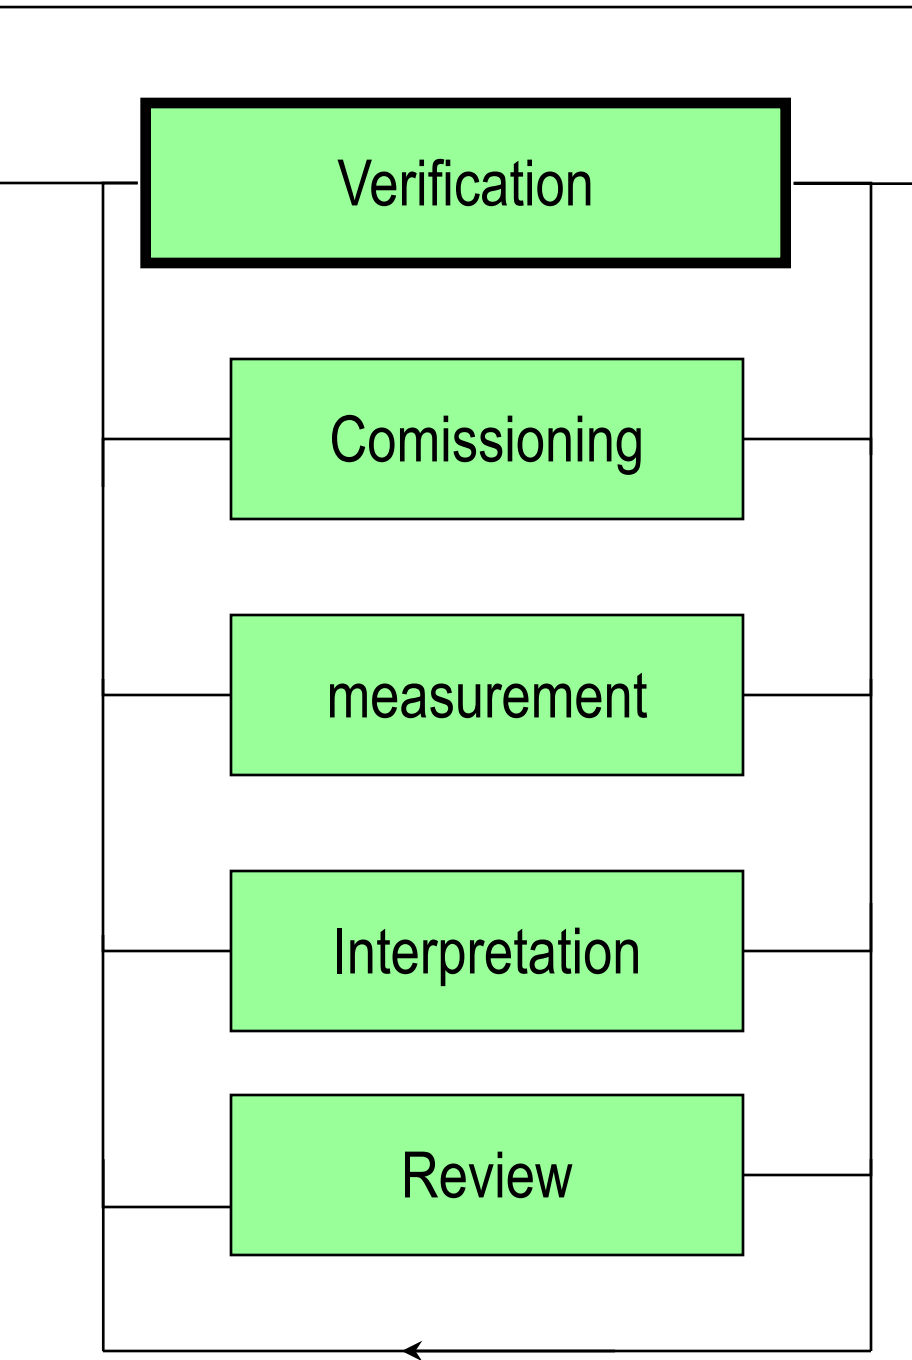 Verification
Comissioning
measurement
Interpretation
Review